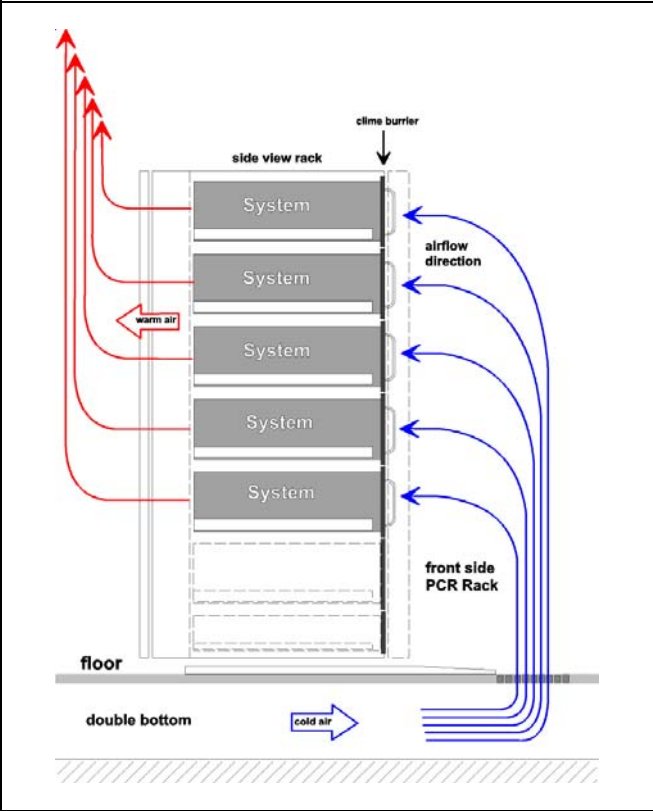 clime burrier
side view rack
System
airflow
direction
System
warm air
System
System
System
front side
PCR Rack
floor
double bottom
cold air